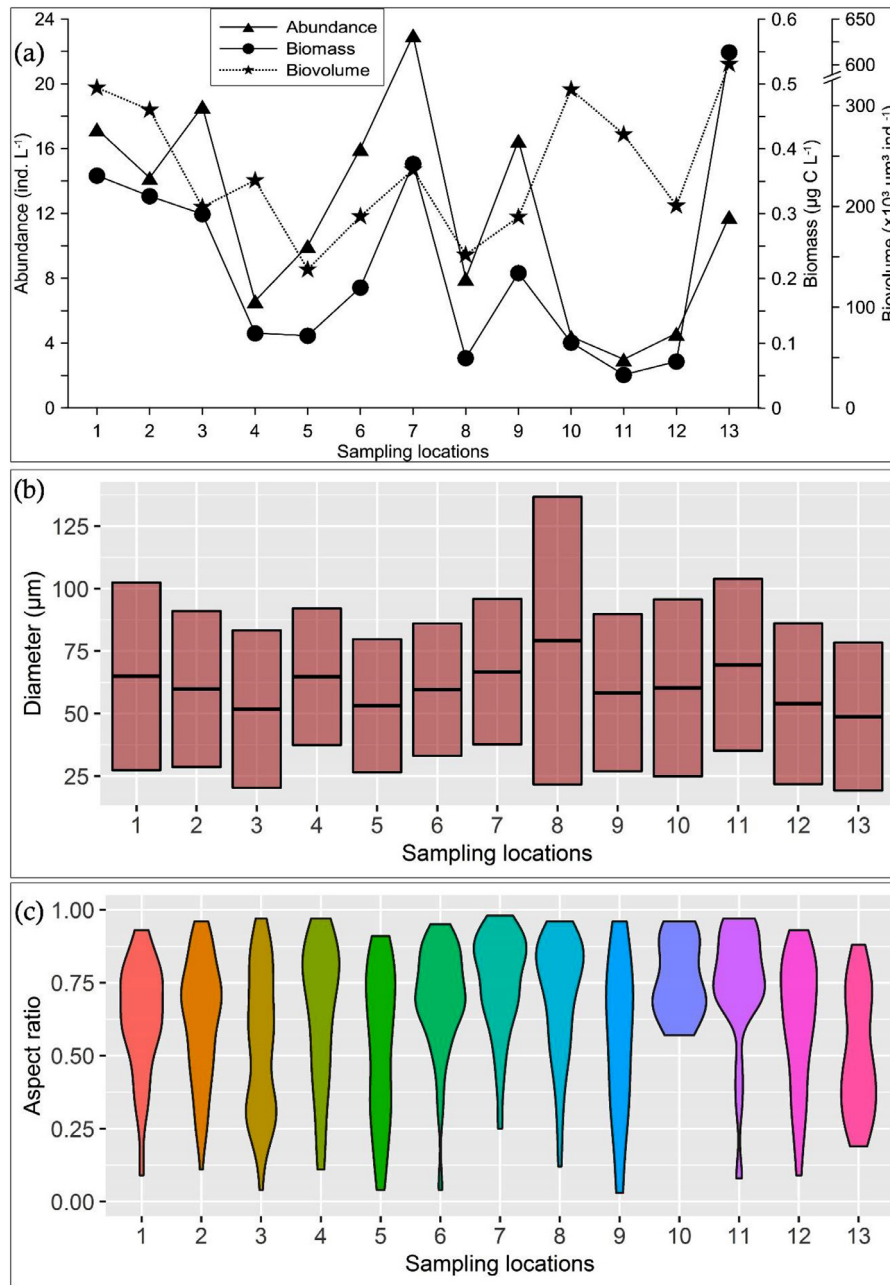 (a)
Abundance
Biomass
Biovolume
24
20
16
12
8
4
0
Abundance (ind. L⁻¹)
0.6
0.5
0.4
0.3
0.2
0.1
0
Biomass (µg C L⁻¹)
650
600
300
200
100
0
Biovolume (×10³ µm³ ind⁻¹)
1 2 3 4 5 6 7 8 9 10 11 12 13
Sampling locations
(b)
125
100
75
50
25
Diameter (µm)
1 2 3 4 5 6 7 8 9 10 11 12 13
Sampling locations
(c)
1.00
0.75
0.50
0.25
0.00
Aspect ratio
1 2 3 4 5 6 7 8 9 10 11 12 13
Sampling locations